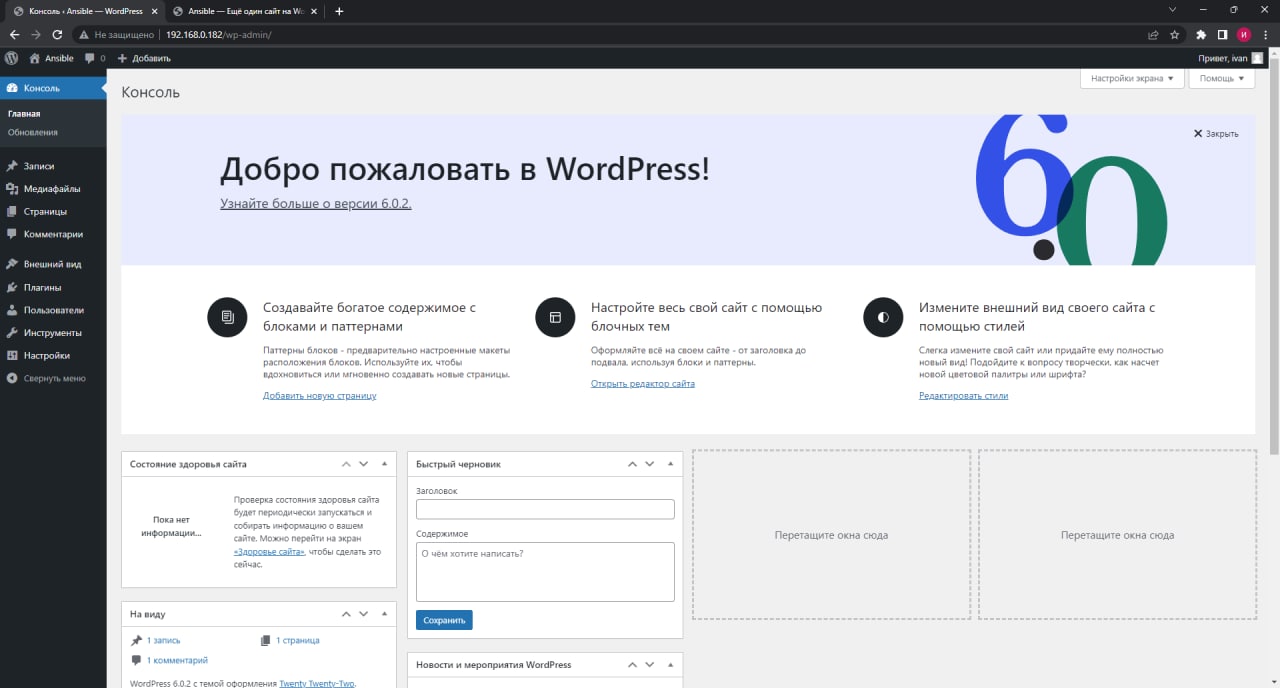 Консоль ‹ Ansible — WordPress
Ansible — Ещё один сайт на Wo
Не защищено
192.168.0.182/wp-admin/
И
Ansible
0
Добавить
Привет, ivan
Консоль
Главная
Обновления
Записи
Медиафайлы
Страницы
Комментарии
Внешний вид
Плагины
Пользователи
Инструменты
Настройки
Свернуть меню
Консоль
Настройки экрана
Помощь
Добро пожаловать в WordPress!
Узнайте больше о версии 6.0.2.
6.0
Закрыть
Создавайте богатое содержимое с
блоками и паттернами
Паттерны блоков - предварительно настроенные макеты
расположения блоков. Используйте их, чтобы
вдохновиться или мгновенно создавать новые страницы.
Добавить новую страницу
Настройте весь свой сайт с помощью
блочных тем
Оформляйте всё на своем сайте - от заголовка до
подвала, используя блоки и паттерны.
Открыть редактор сайта
Измените внешний вид своего сайта с
помощью стилей
Слегка измените свой сайт или придайте ему полностью
новый вид! Подойдите к вопросу творчески, как насчет
новой цветовой палитры или шрифта?
Редактировать стили
Состояние здоровья сайта
Пока нет
информации...
Проверка состояния здоровья сайта
будет периодически запускаться и
собирать информацию о вашем
сайте. Можно перейти на экран
«Здоровье сайта», чтобы сделать это
сейчас.
На виду
1 запись
1 страница
1 комментарий
WordPress 6.0.2 с темой оформления Twenty Twenty-Two.
Быстрый черновик
Заголовок
Содержимое
О чём хотите написать?
Сохранить
Новости и мероприятия WordPress
Перетащите окна сюда
Перетащите окна сюда